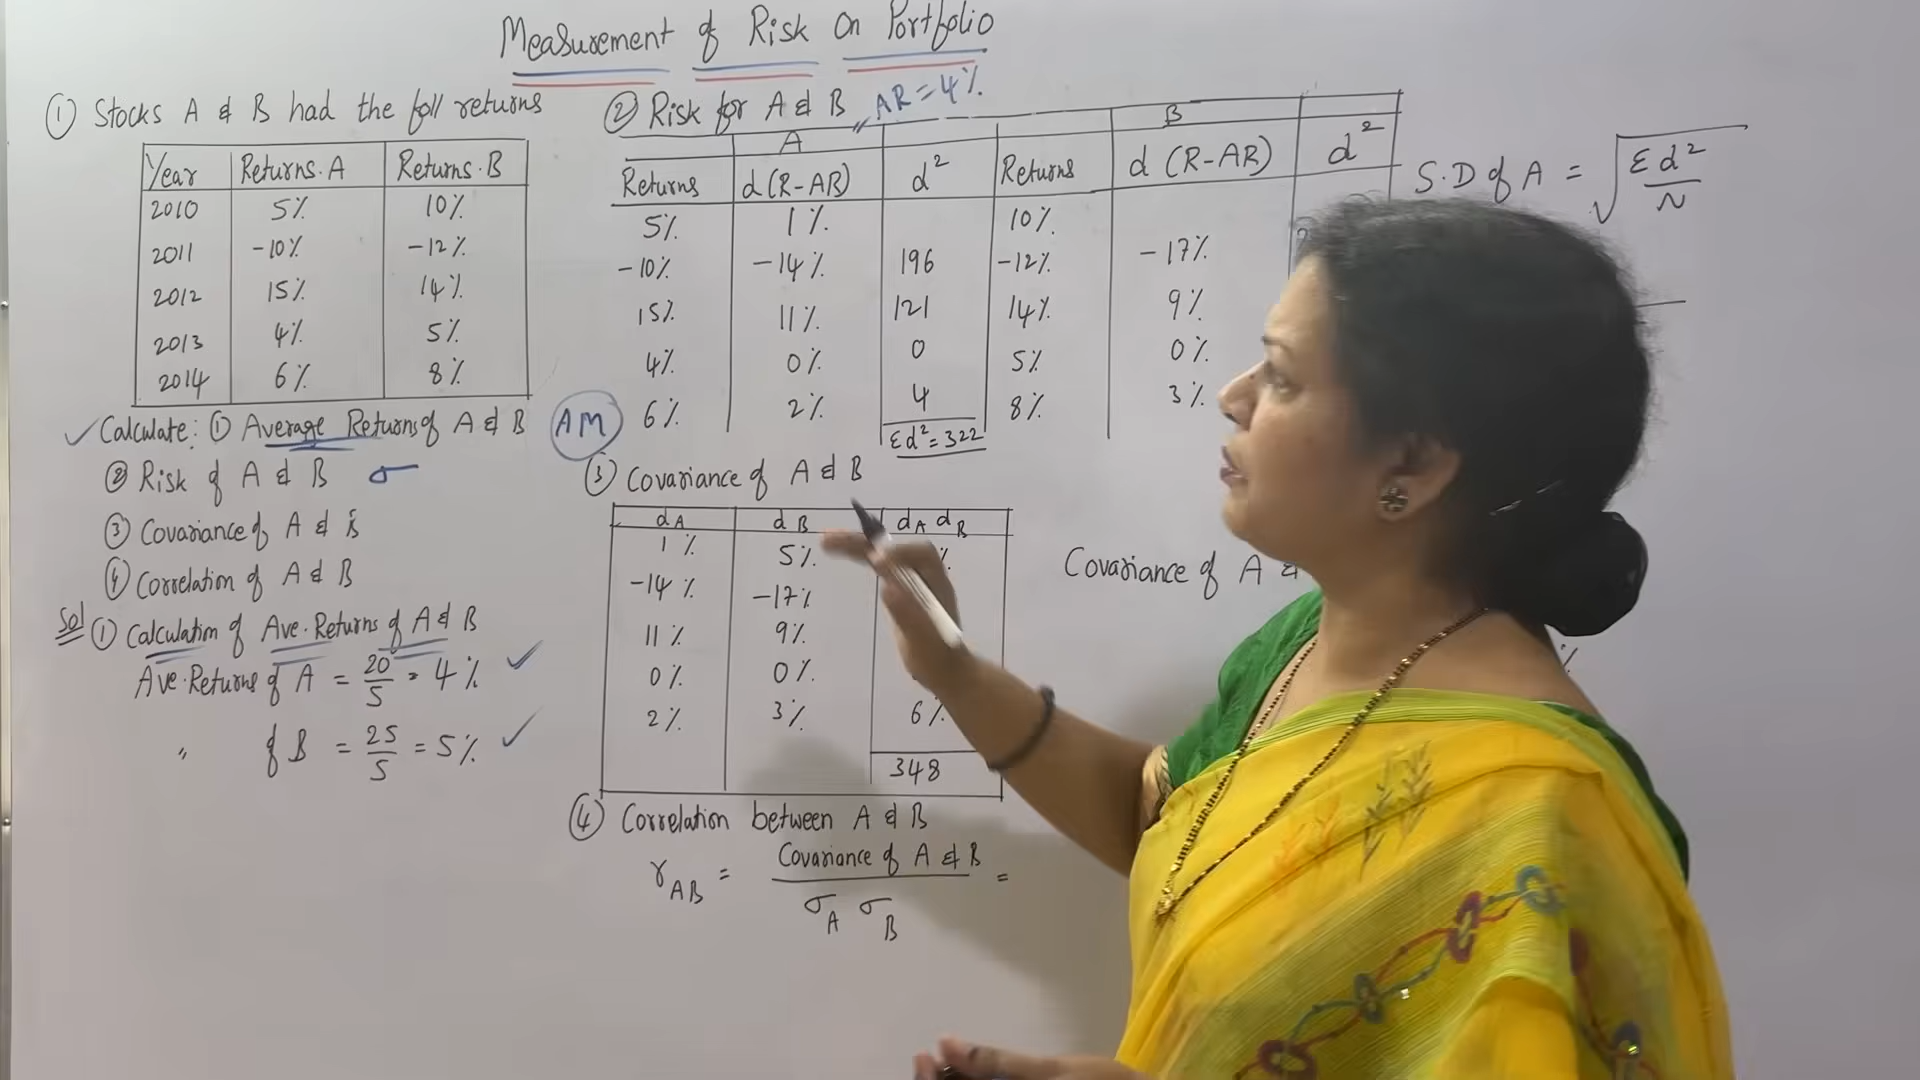 Measurement of Risk on Portfolio
① Stocks A & B had the foll returns
Year Returns.A Returns.B
2010 5% 10%
2011 -10% -12%
2012 15% 14%
2013 4% 5%
2014 6% 8%
Calculate: ① Average Returns of A & B
② Risk of A & B σ
③ Covariance of A & B
④ Correlation of A & B
Sol ① Calculation of Ave. Returns of A & B
Ave. Returns of A = 20/5 = 4%
" of B = 25/5 = 5%
② Risk for A & B AR = 4%
A B
Returns d (R-AR) d² Returns d (R-AR) d²
5% 1% 10%
-10% -14% 196 -12% -17%
15% 11% 121 14% 9%
4% 0% 0 5% 0%
6% 2% 4 8% 3%
Σd² = 322
AM
S.D of A = √Σd²/N
③ Covariance of A & B
dA dB dA dB
1% 5% %
-14% -17%
11% 9%
0% 0%
2% 3% 6%
348
Covariance of A &
%
④ Correlation between A & B
rAB = Covariance of A & B / σA σB =